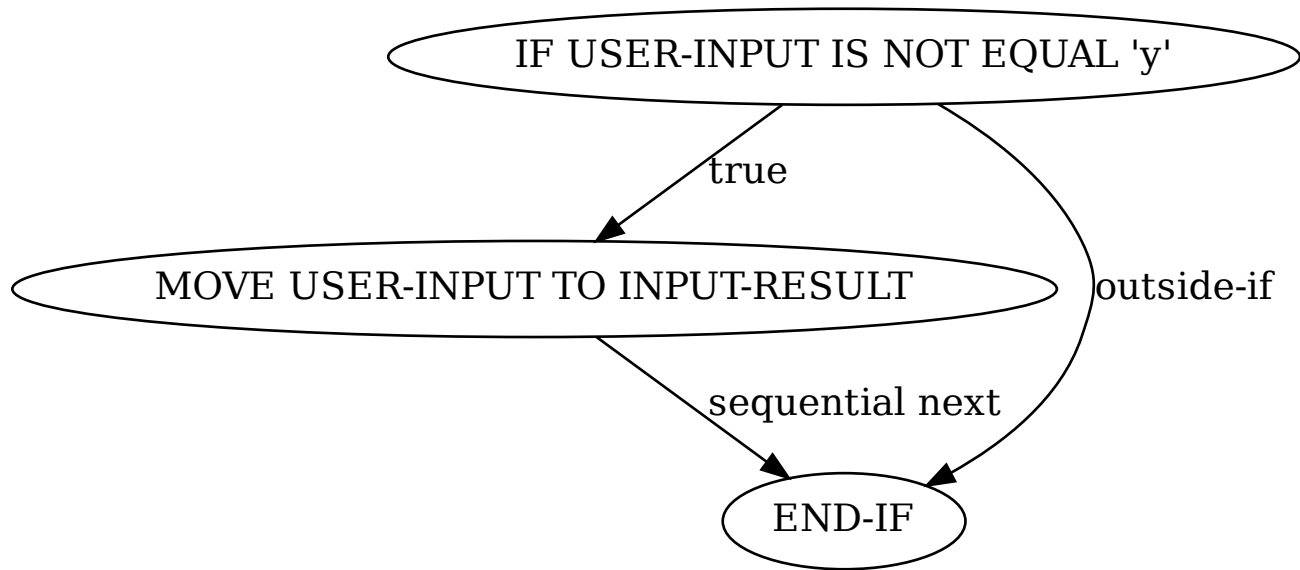 IF USER-INPUT IS NOT EQUAL 'y'
true
MOVE USER-INPUT TO INPUT-RESULT
outside-if
sequential next
END-IF